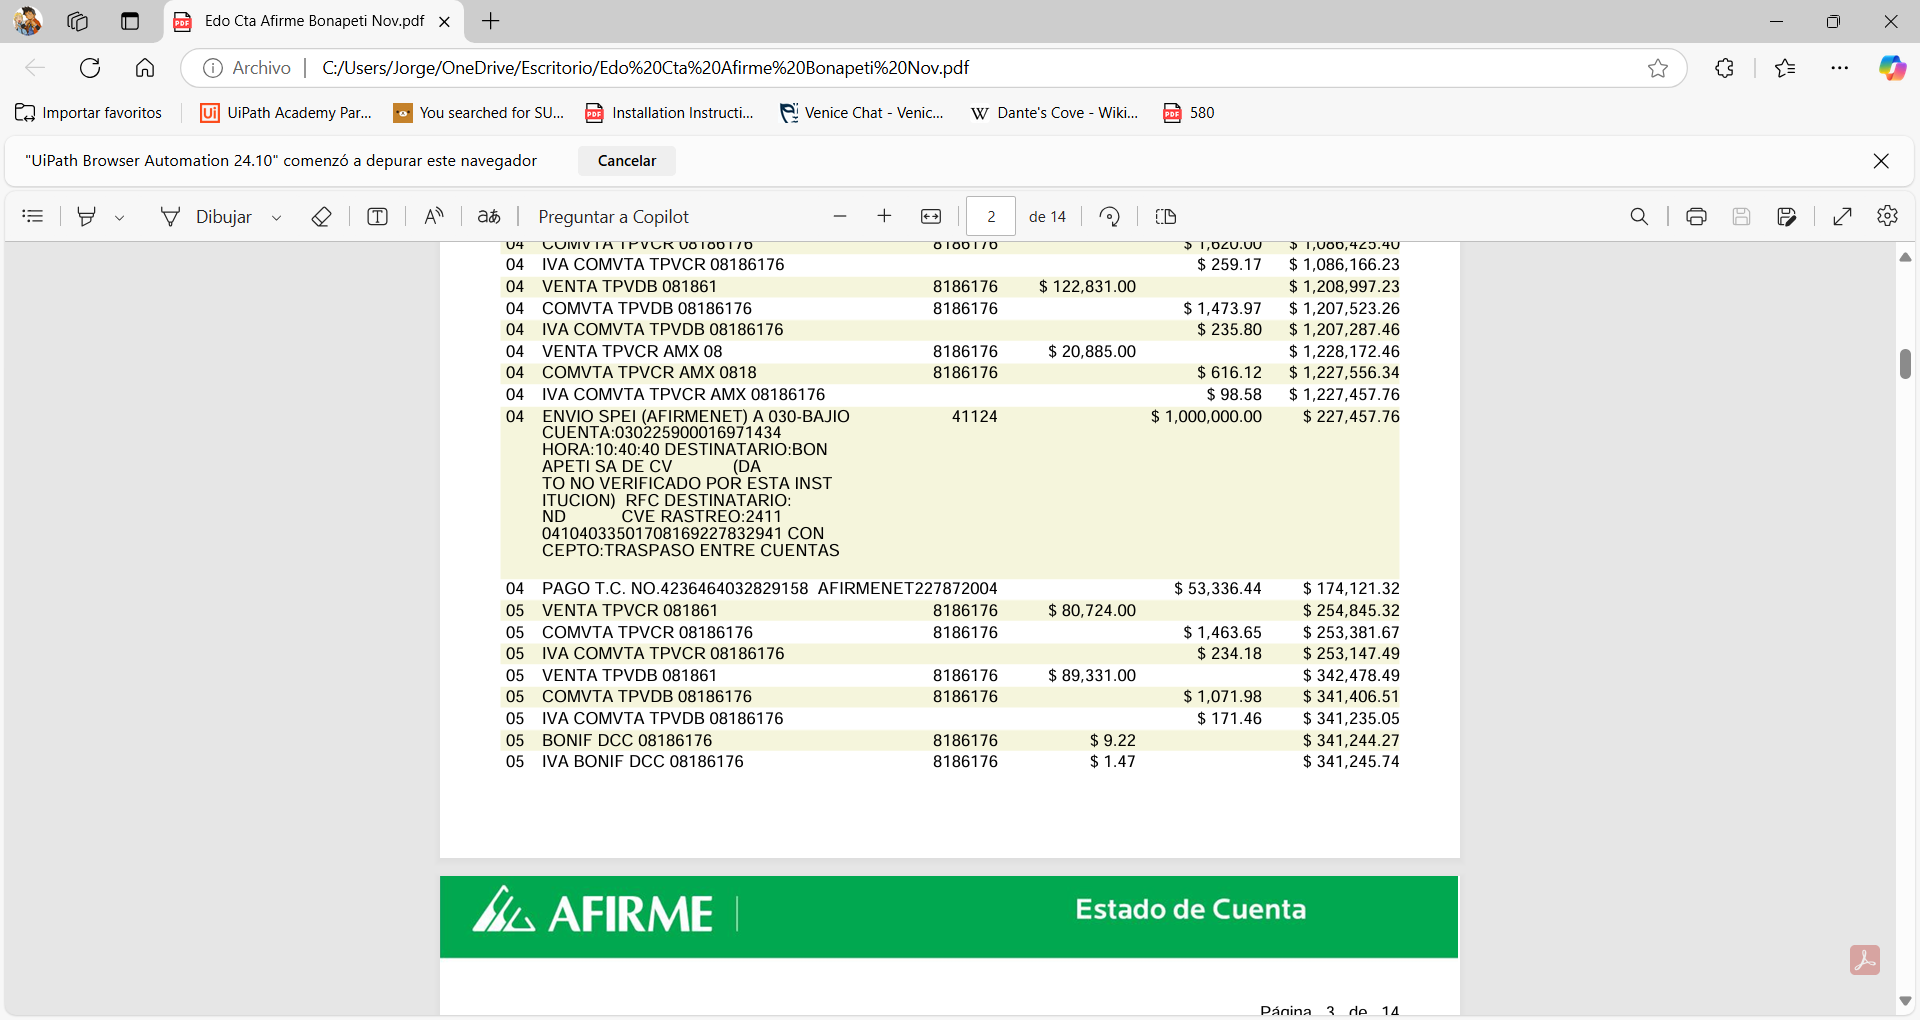 Edo Cta Afirme Bonapeti Nov.pdf
Archivo C:/Users/Jorge/OneDrive/Escritorio/Edo%20Cta%20Afirme%20Bonapeti%20Nov.pdf
Importar favoritos UiPath Academy Par... You searched for SU... Installation Instructi... Venice Chat - Venic... W Dante's Cove - Wiki... PDF 580
"UiPath Browser Automation 24.10" comenzó a depurar este navegador Cancelar
Dibujar T A aあ Preguntar a Copilot 2 de 14
04 COMVTA TPVCR 08186176 8186176 $ 1,620.00 $ 1,086,425.40
04 IVA COMVTA TPVCR 08186176 $ 259.17 $ 1,086,166.23
04 VENTA TPVDB 081861 8186176 $ 122,831.00 $ 1,208,997.23
04 COMVTA TPVDB 08186176 8186176 $ 1,473.97 $ 1,207,523.26
04 IVA COMVTA TPVDB 08186176 $ 235.80 $ 1,207,287.46
04 VENTA TPVCR AMX 08 8186176 $ 20,885.00 $ 1,228,172.46
04 COMVTA TPVCR AMX 0818 8186176 $ 616.12 $ 1,227,556.34
04 IVA COMVTA TPVCR AMX 08186176 $ 98.58 $ 1,227,457.76
04 ENVIO SPEI (AFIRMENET) A 030-BAJIO 41124 $ 1,000,000.00 $ 227,457.76
CUENTA:030225900016971434
HORA:10:40:40 DESTINATARIO:BON
APETI SA DE CV (DA
TO NO VERIFICADO POR ESTA INST
ITUCION) RFC DESTINATARIO:
ND CVE RASTREO:2411
04104033501708169227832941 CON
CEPTO:TRASPASO ENTRE CUENTAS
04 PAGO T.C. NO.4236464032829158 AFIRMENET227872004 $ 53,336.44 $ 174,121.32
05 VENTA TPVCR 081861 8186176 $ 80,724.00 $ 254,845.32
05 COMVTA TPVCR 08186176 8186176 $ 1,463.65 $ 253,381.67
05 IVA COMVTA TPVCR 08186176 $ 234.18 $ 253,147.49
05 VENTA TPVDB 081861 8186176 $ 89,331.00 $ 342,478.49
05 COMVTA TPVDB 08186176 8186176 $ 1,071.98 $ 341,406.51
05 IVA COMVTA TPVDB 08186176 $ 171.46 $ 341,235.05
05 BONIF DCC 08186176 8186176 $ 9.22 $ 341,244.27
05 IVA BONIF DCC 08186176 8186176 $ 1.47 $ 341,245.74
AFIRME Estado de Cuenta
Página 3 de 14